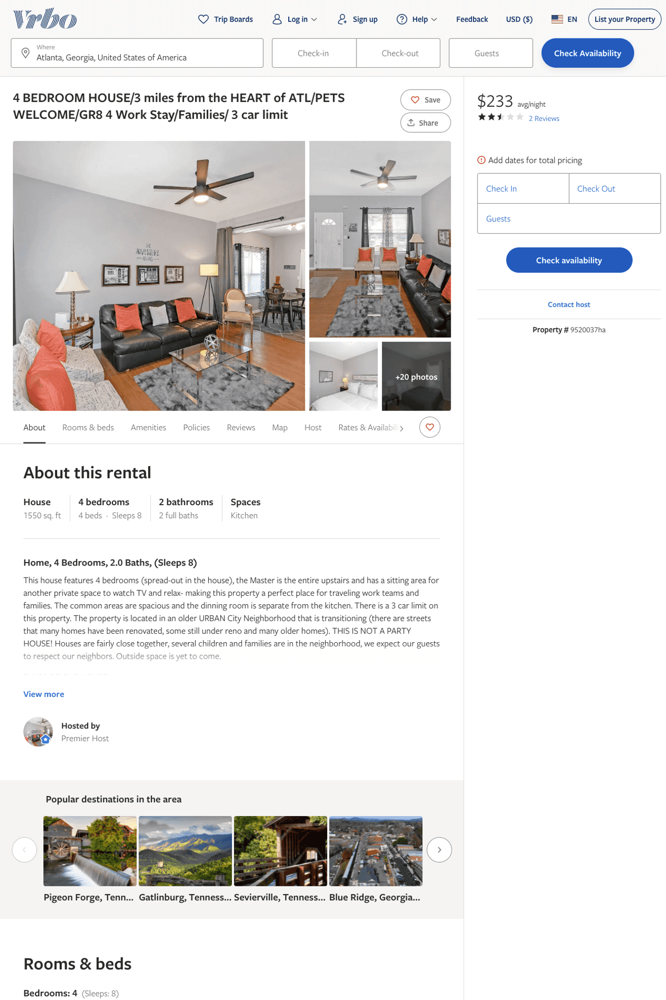 Vrbo
Trip Boards
Log in
Sign up
Help
Feedback
USD ($)
EN
List your Property
Where
Atlanta, Georgia, United States of America
Check-in
Check-out
Guests
Check Availability
4 BEDROOM HOUSE/3 miles from the HEART of ATL/PETS
WELCOME/GR8 4 Work Stay/Families/ 3 car limit
Save
Share
$233 avg/night
2 Reviews
Add dates for total pricing
Check In
Check Out
Guests
Check availability
Contact host
Property # 9520037ha
THE
ADVENTURE
BEGINS
+20 photos
About
Rooms & beds
Amenities
Policies
Reviews
Map
Host
Rates & Availabili
About this rental
House
1550 sq. ft
4 bedrooms
4 beds · Sleeps 8
2 bathrooms
2 full baths
Spaces
Kitchen
Home, 4 Bedrooms, 2.0 Baths, (Sleeps 8)
This house features 4 bedrooms (spread-out in the house), the Master is the entire upstairs and has a sitting area for
another private space to watch TV and relax- making this property a perfect place for traveling work teams and
families. The common areas are spacious and the dinning room is separate from the kitchen. There is a 3 car limit on
this property. The property is located in an older URBAN City Neighborhood that is transitioning (there are streets
that many homes have been renovated, some still under reno and many older homes). THIS IS NOT A PARTY
HOUSE! Houses are fairly close together, several children and families are in the neighborhood, we expect our guests
to respect our neighbors. Outside space is yet to come.
View more
Hosted by
Premier Host
Popular destinations in the area
Pigeon Forge, Tenn...
Gatlinburg, Tenness...
Sevierville, Tenness...
Blue Ridge, Georgia...
Rooms & beds
Bedrooms: 4 (Sleeps: 8)